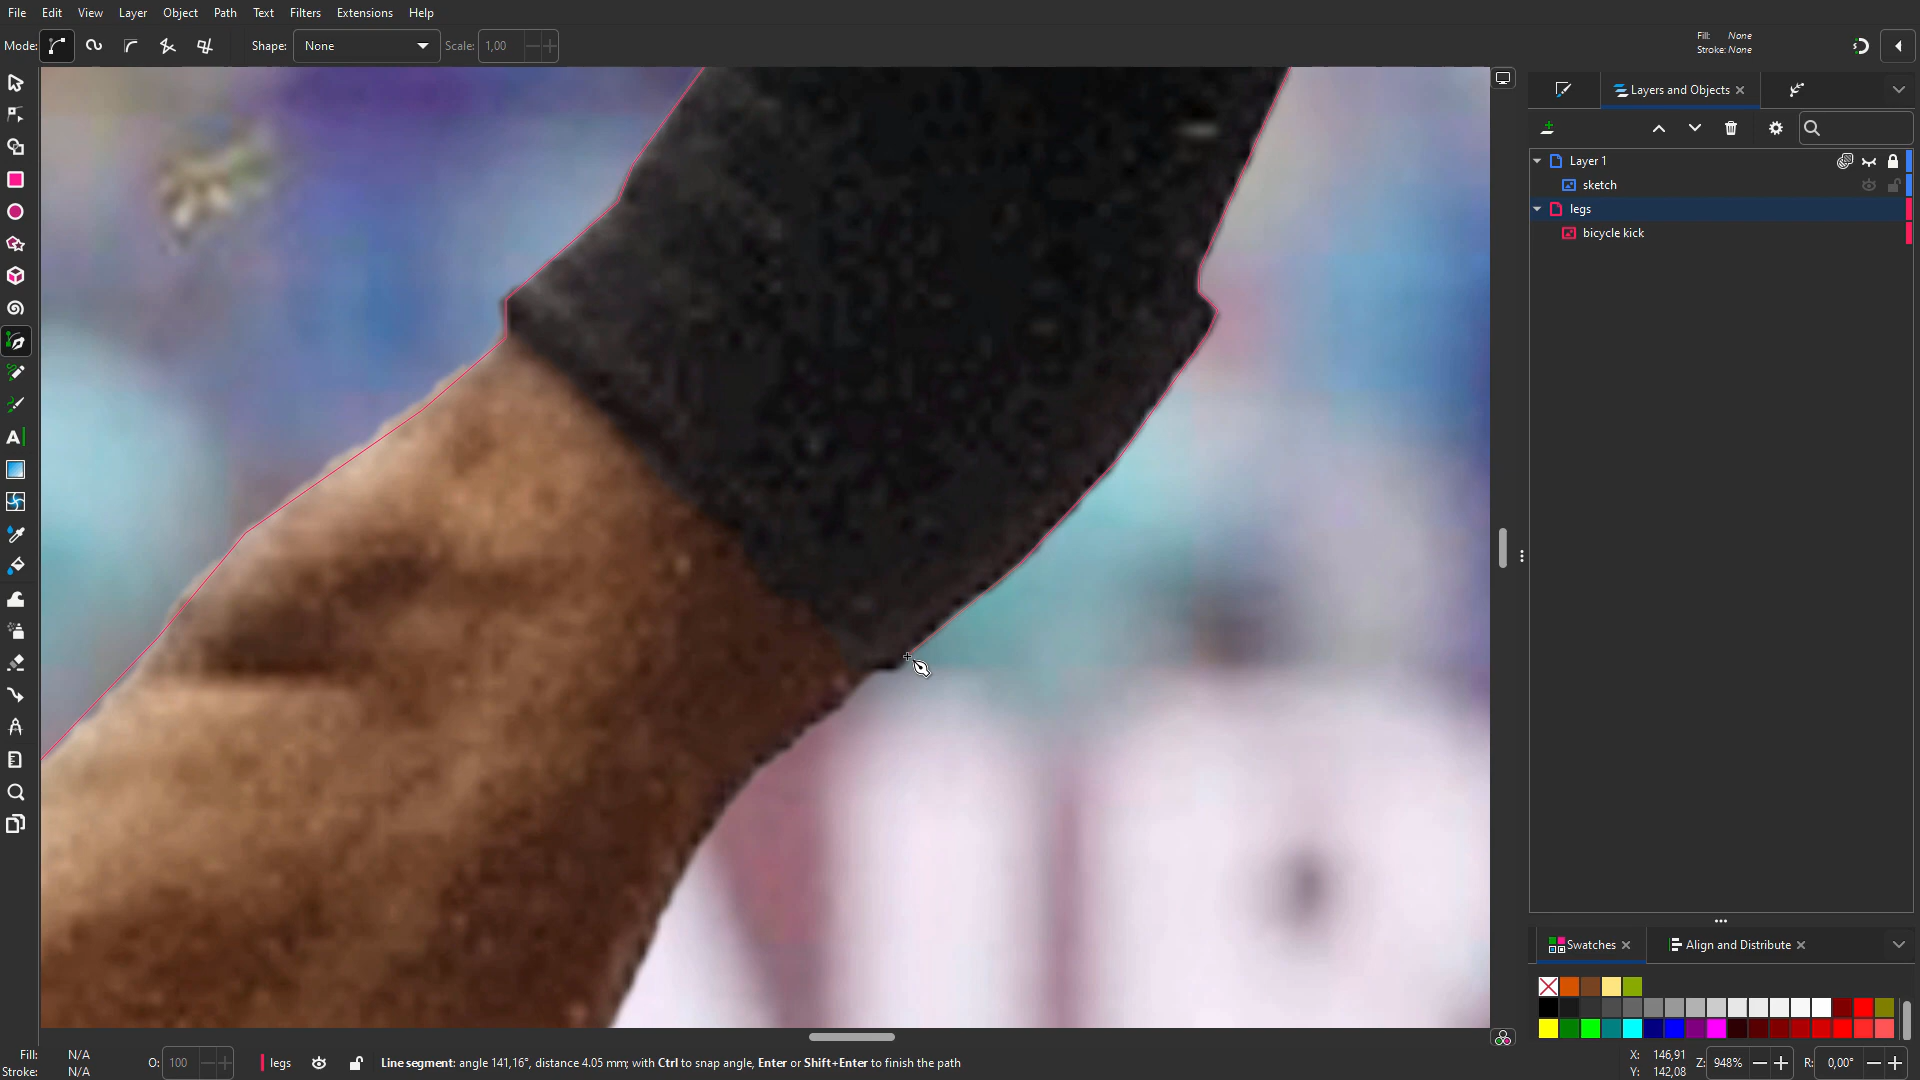 File Edit View Layer Object Path Text Filters Extensions Help
Mode: Shape: None Scale: 1,00 Fill: None
Stroke: None
Layers and Objects
Layer 1
sketch
legs
bicycle kick
Swatches Align and Distribute
Fill: N/A O: 100 legs Line segment: angle 141,16°, distance 4.05 mm; with Ctrl to snap angle, Enter or Shift+Enter to finish the path X: 146,91 Z: 948% R: 0,00°
Stroke: N/A Y: 142,08